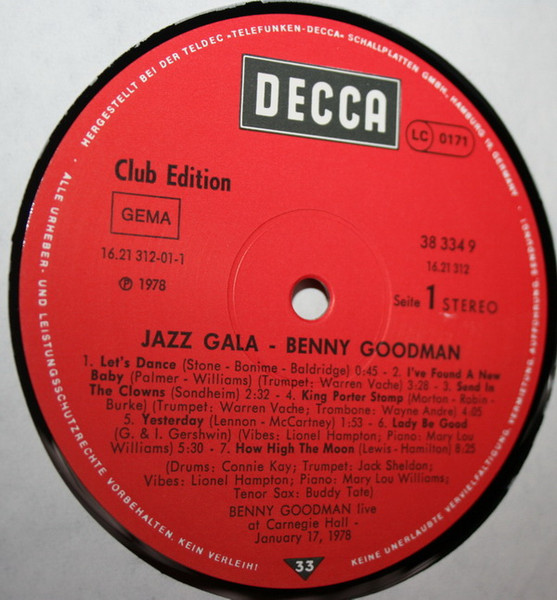 HERGESTELLT BEI DER TELDEC »TELEFUNKEN-DECCA« SCHALLPLATTEN GMBH, HAMBURG 19, GERMANY ·
DECCA
LC 0171
Club Edition
GEMA
16.21 312-01-1
℗ 1978
38 334 9
16.21 312
Seite 1 STEREO
JAZZ GALA - BENNY GOODMAN
1. Let's Dance (Stone - Bonime - Baldridge) 0:45 - 2. I've Found A New
Baby (Palmer - Williams) (Trumpet: Warren Vache) 3:28 - 3. Send In
The Clowns (Sondheim) 2:32 - 4. King Porter Stomp (Morton - Robin -
Burke) (Trumpet: Warren Vache; Trombone: Wayne Andre) 4:05
5. Yesterday (Lennon - McCartney) 1:53 - 6. Lady Be Good
(G. & I. Gershwin) (Vibes: Lionel Hampton; Piano: Mary Lou
Williams) 5:30 - 7. How High The Moon (Lewis - Hamilton) 8:25
(Drums: Connie Kay; Trumpet: Jack Sheldon;
Vibes: Lionel Hampton; Piano: Mary Lou Williams;
Tenor Sax: Buddy Tate)
BENNY GOODMAN live
at Carnegie Hall -
January 17, 1978
33
· ALLE URHEBER- UND LEISTUNGSSCHUTZRECHTE VORBEHALTEN. KEIN VERLEIH!
KEINE UNERLAUBTE VERVIELFÄLTIGUNG, VERMIETUNG, AUFFÜHRUNG, SENDUNG!